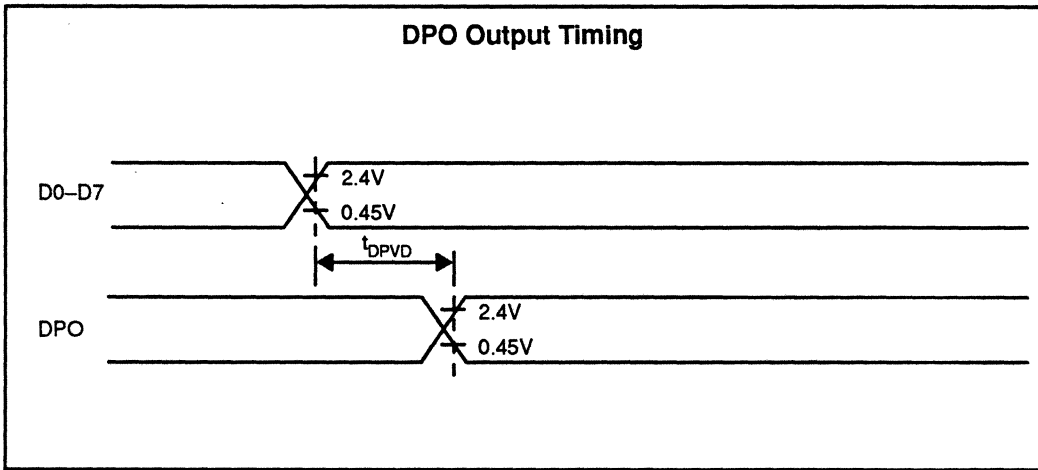 DPO Output Timing
D0–D7
2.4V
0.45V
tDPVD
DPO
2.4V
0.45V